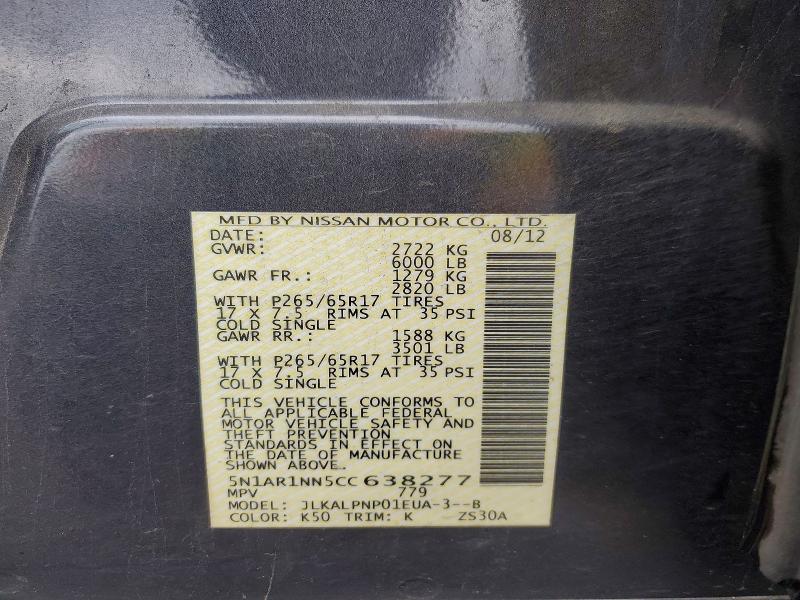 MFD BY NISSAN MOTOR CO., LTD.
DATE: 08/12
GVWR: 2722 KG
6000 LB
GAWR FR.: 1279 KG
2820 LB
WITH P265/65R17 TIRES
17 X 7.5 RIMS AT 35 PSI
COLD SINGLE
GAWR RR.: 1588 KG
3501 LB
WITH P265/65R17 TIRES
17 X 7.5 RIMS AT 35 PSI
COLD SINGLE
THIS VEHICLE CONFORMS TO
ALL APPLICABLE FEDERAL
MOTOR VEHICLE SAFETY AND
THEFT PREVENTION
STANDARDS IN EFFECT ON
THE DATE OF MANUFACTURE
SHOWN ABOVE.
5N1AR1NN5CC638277
MPV 779
MODEL: JLKALPNP01EUA-3--B
COLOR: K50 TRIM: K ZS30A